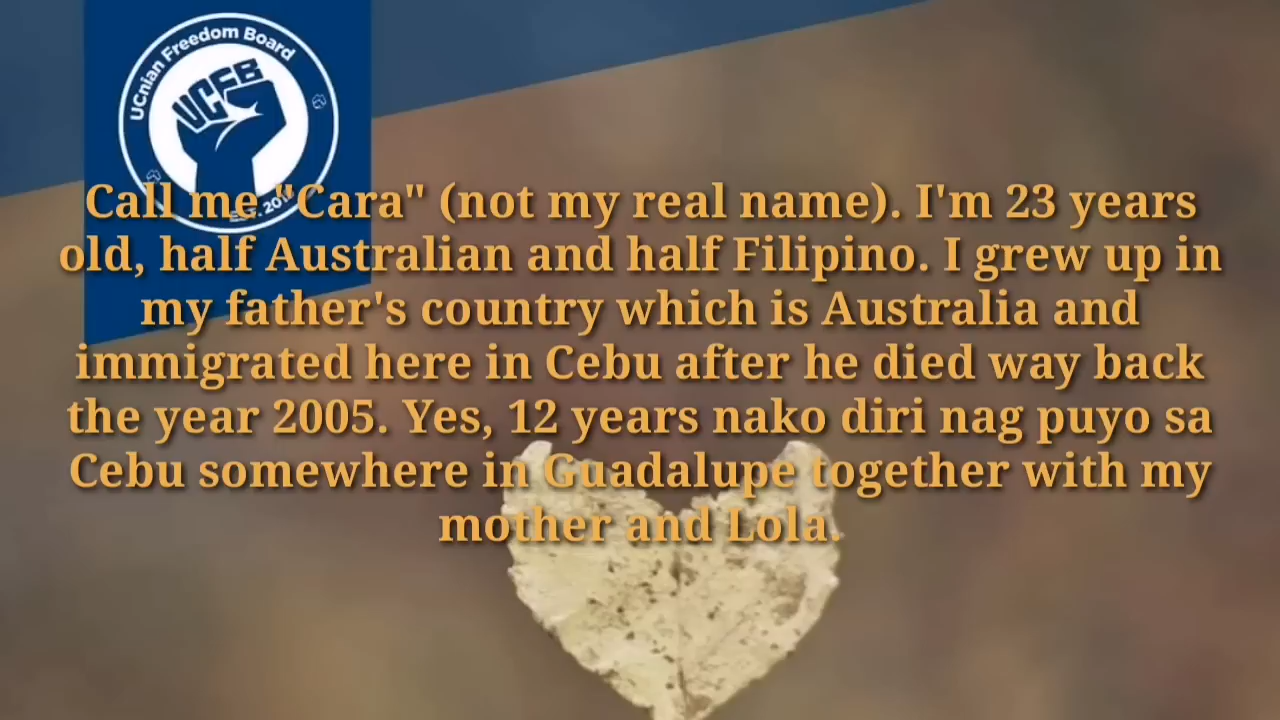 UCnian Freedom Board
UCFB
Call me "Cara" (not my real name). I'm 23 years
old, half Australian and half Filipino. I grew up in
my father's country which is Australia and
immigrated here in Cebu after he died way back
the year 2005. Yes, 12 years nako diri nag puyo sa
Cebu somewhere in Guadalupe together with my
mother and Lola.